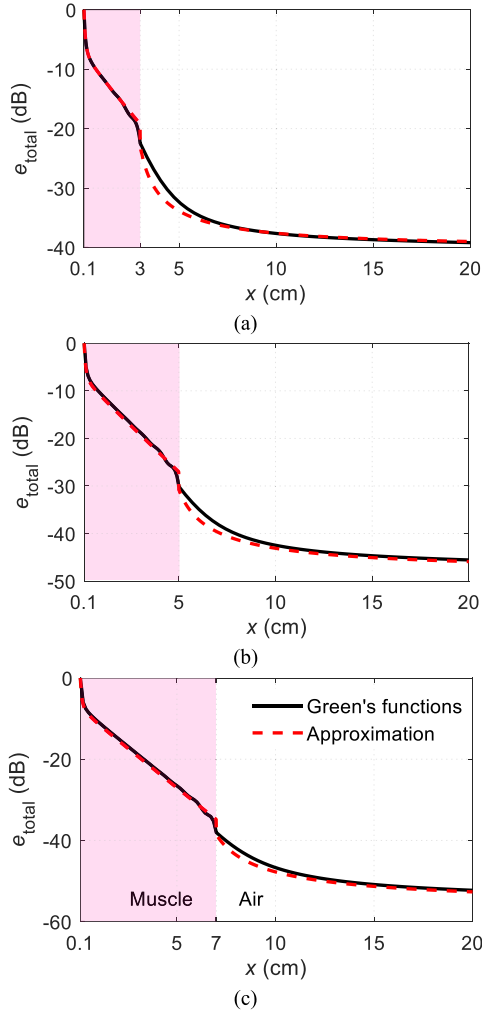 0
-10
-20
-30
-40
e_total (dB)
0.1 3 5 10 15 20
x (cm)
(a)
0
-10
-20
-30
-40
-50
e_total (dB)
0.1 5 10 15 20
x (cm)
(b)
0
-20
-40
-60
e_total (dB)
Green's functions
Approximation
Muscle Air
0.1 5 7 10 15 20
x (cm)
(c)